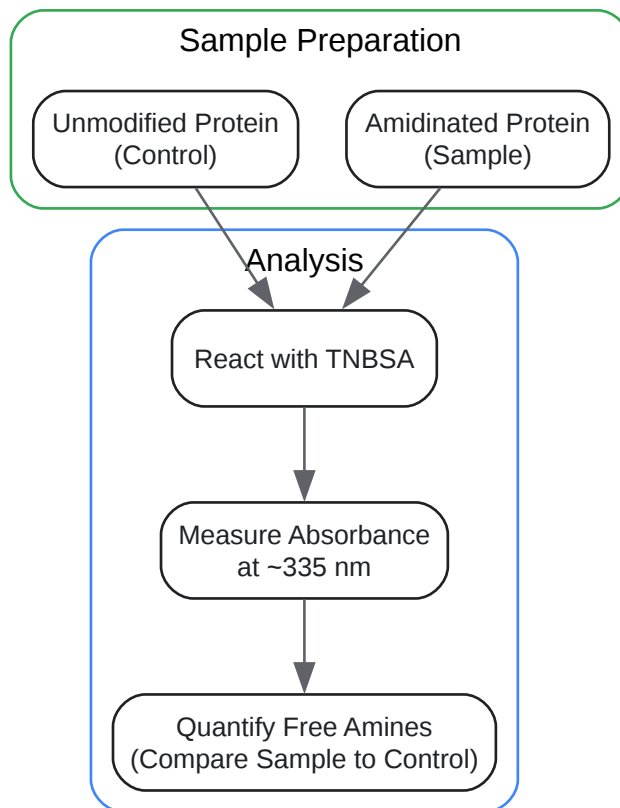 Sample Preparation
Unmodified Protein
(Control)
Amidinated Protein
(Sample)
Analysis
React with TNBSA
Measure Absorbance
at ~335 nm
Quantify Free Amines
(Compare Sample to Control)